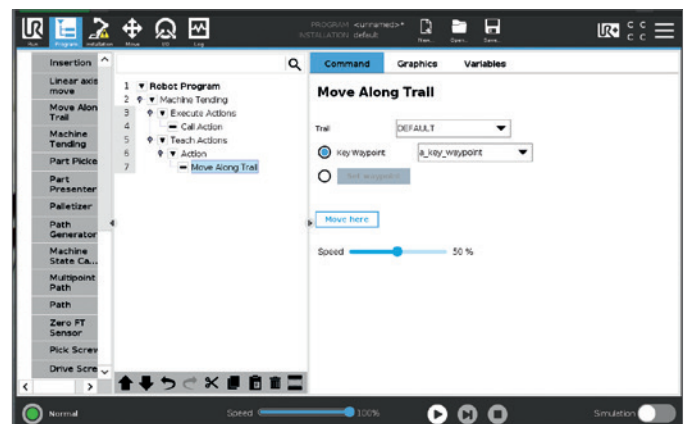 UR
Run
Program
Installation
Move
I/O
Log
PROGRAM <unnamed>*
INSTALLATION default
New...
Open...
Save...
UR+
C C
C C
Insertion
Linear axis
move
Move Alon
Trail
Machine
Tending
Part Picke
Part
Presenter
Palletizer
Path
Generator
Machine
State Ca...
Multipoint
Path
Path
Zero FT
Sensor
Pick Screw
Drive Scre
1 Robot Program
2 Machine Tending
3 Execute Actions
4 Call Action
5 Teach Actions
6 Action
7 Move Along Trail
Command Graphics Variables
Move Along Trail
Trail DEFAULT
Key Waypoint a_key_waypoint
Set waypoint
Move here
Speed 50 %
Normal
Speed 100%
Simulation